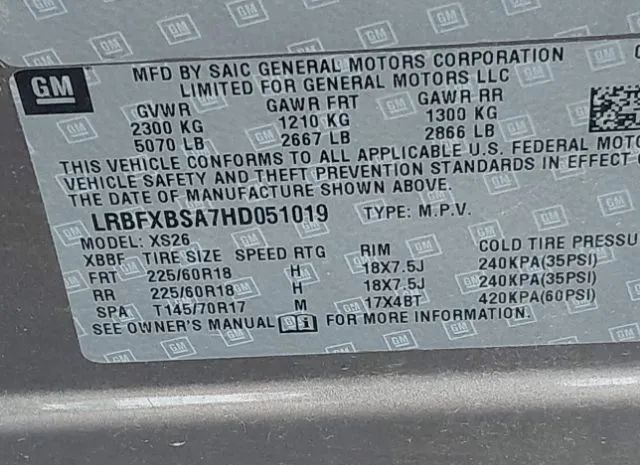 GM
MFD BY SAIC GENERAL MOTORS CORPORATION
LIMITED FOR GENERAL MOTORS LLC
GVWR GAWR FRT GAWR RR
2300 KG 1210 KG 1300 KG
5070 LB 2667 LB 2866 LB
THIS VEHICLE CONFORMS TO ALL APPLICABLE U.S. FEDERAL MOTO
VEHICLE SAFETY AND THEFT PREVENTION STANDARDS IN EFFECT
THE DATE OF MANUFACTURE SHOWN ABOVE.
LRBFXBSA7HD051019 TYPE: M.P.V.
MODEL: XS26
XBBF TIRE SIZE SPEED RTG RIM COLD TIRE PRESSU
FRT 225/60R18 H 18X7.5J 240KPA(35PSI)
RR 225/60R18 H 18X7.5J 240KPA(35PSI)
SPA T145/70R17 M 17X4BT 420KPA(60PSI)
SEE OWNER'S MANUAL FOR MORE INFORMATION.